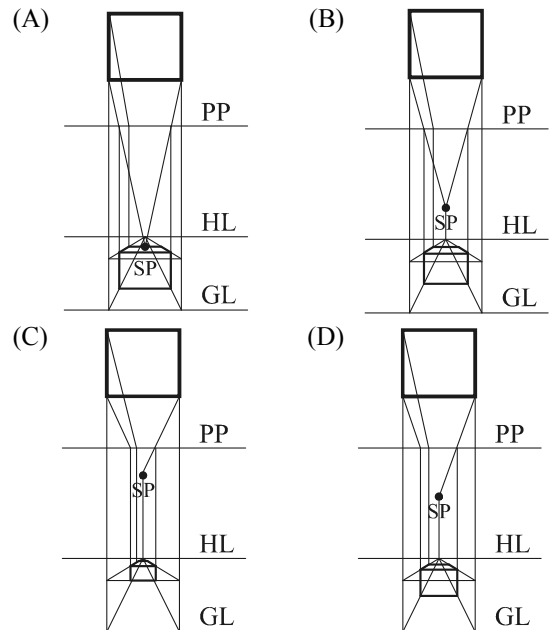 (A) (B)
PP PP
SP
HL HL
SP
GL GL
(C) (D)
PP PP
SP SP
HL HL
GL GL